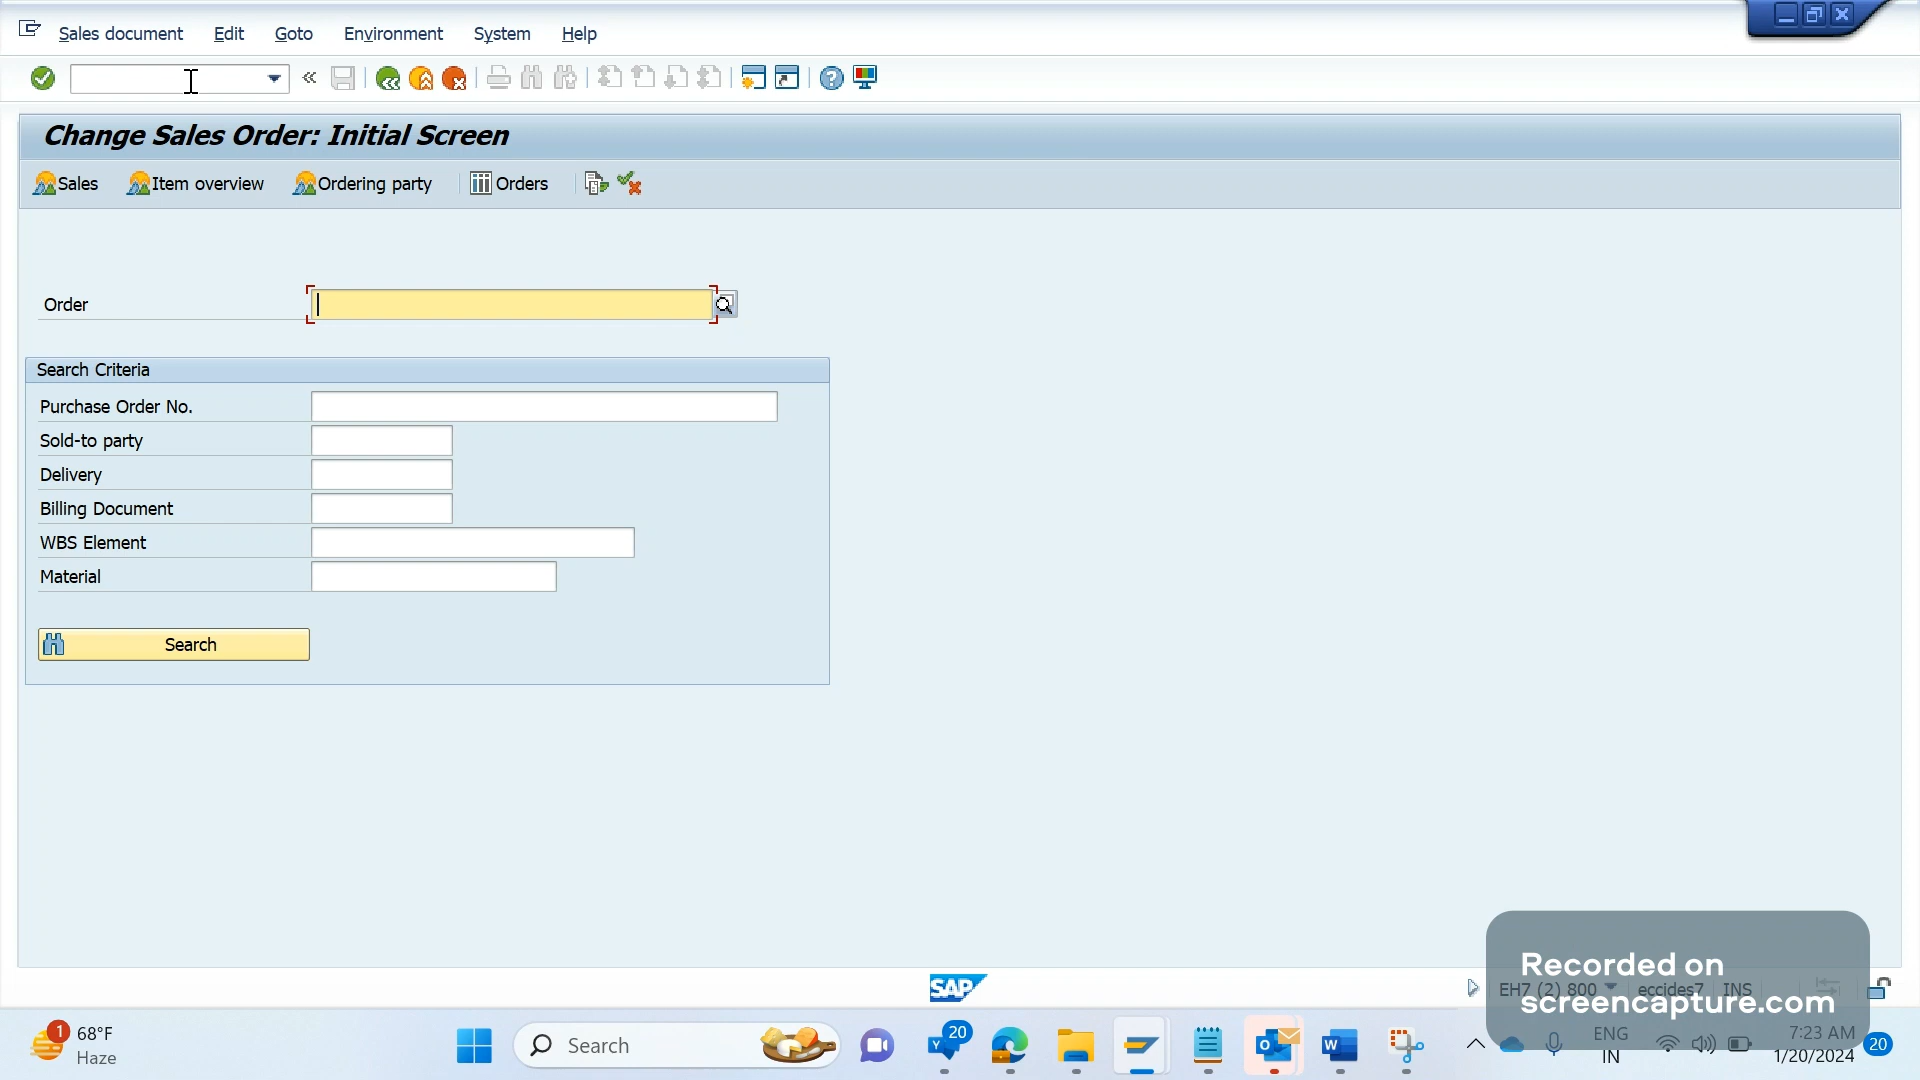 Sales document Edit Goto Environment System Help
Change Sales Order: Initial Screen
Sales Item overview Ordering party Orders
Order
Search Criteria
Purchase Order No.
Sold-to party
Delivery
Billing Document
WBS Element
Material
Search
SAP
EH7 (2) 800 eccides7 INS
Recorded on
screencapture.com
1 68°F
Haze
Search
20
ENG
IN
7:23 AM
1/20/2024
20